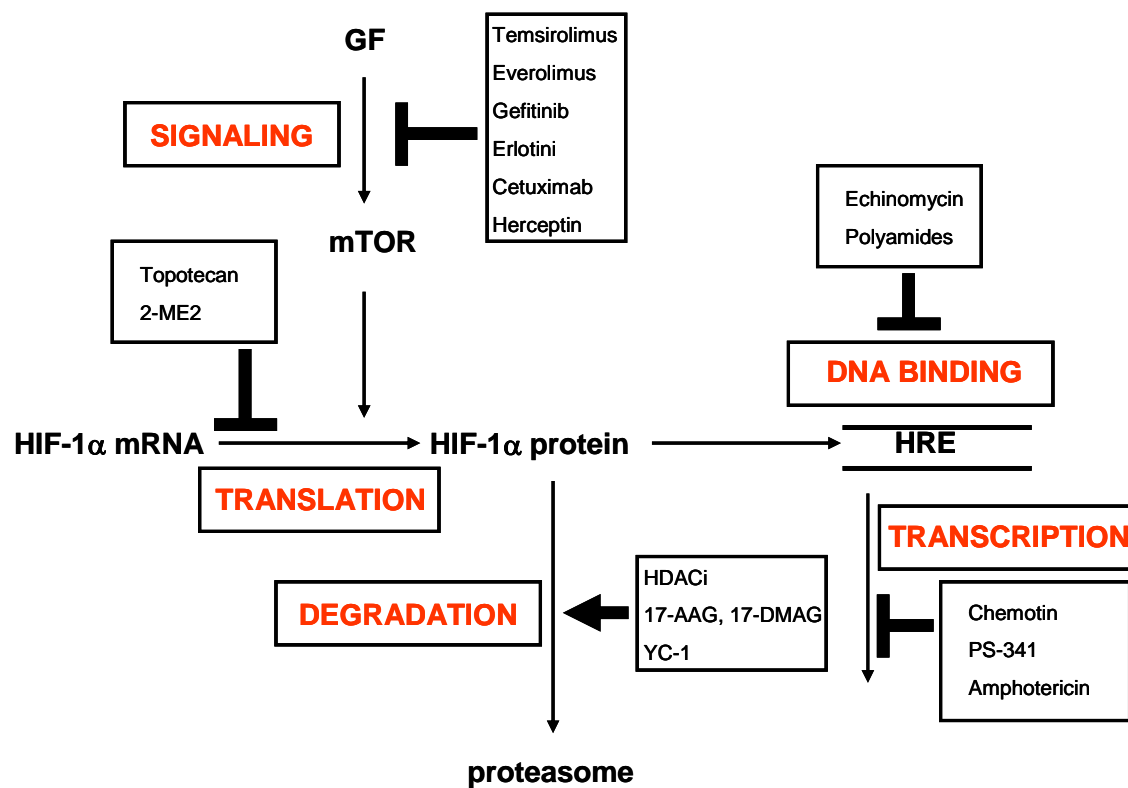 GF
Temsirolimus
Everolimus
Gefitinib
Erlotini
Cetuximab
Herceptin
SIGNALING
mTOR
Echinomycin
Polyamides
Topotecan
2-ME2
DNA BINDING
HIF-1α mRNA
HIF-1α protein
HRE
TRANSLATION
TRANSCRIPTION
DEGRADATION
HDACi
17-AAG, 17-DMAG
YC-1
Chemotin
PS-341
Amphotericin
proteasome